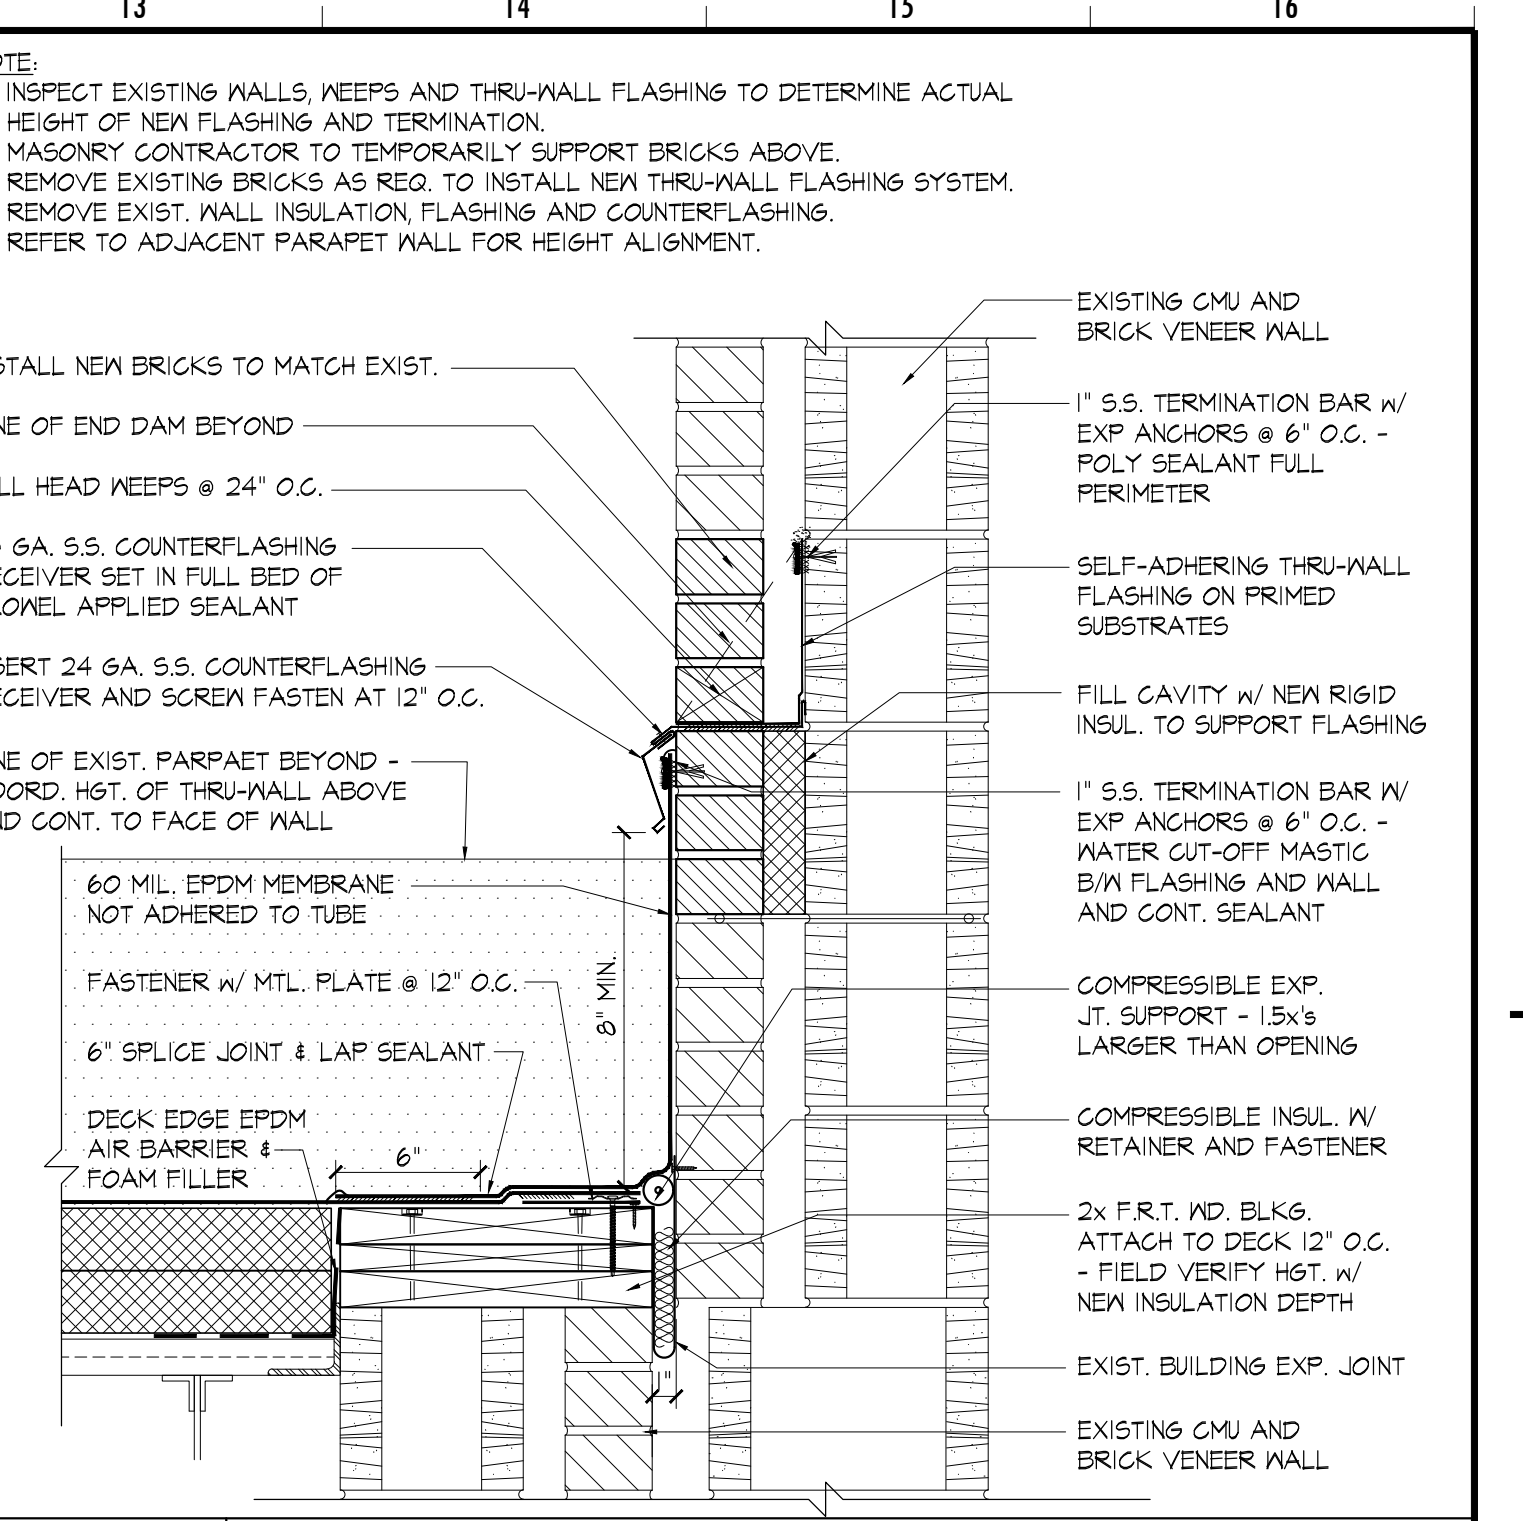 13 14 15 16
OTE:
INSPECT EXISTING WALLS, WEEPS AND THRU-WALL FLASHING TO DETERMINE ACTUAL
HEIGHT OF NEW FLASHING AND TERMINATION.
MASONRY CONTRACTOR TO TEMPORARILY SUPPORT BRICKS ABOVE.
REMOVE EXISTING BRICKS AS REQ. TO INSTALL NEW THRU-WALL FLASHING SYSTEM.
REMOVE EXIST. WALL INSULATION, FLASHING AND COUNTERFLASHING.
REFER TO ADJACENT PARAPET WALL FOR HEIGHT ALIGNMENT.
STALL NEW BRICKS TO MATCH EXIST.
NE OF END DAM BEYOND
LL HEAD WEEPS @ 24" O.C.
GA. S.S. COUNTERFLASHING
ECEIVER SET IN FULL BED OF
OWEL APPLIED SEALANT
SERT 24 GA. S.S. COUNTERFLASHING
ECEIVER AND SCREW FASTEN AT 12" O.C.
NE OF EXIST. PARPAET BEYOND -
OORD. HGT. OF THRU-WALL ABOVE
ND CONT. TO FACE OF WALL
60 MIL. EPDM MEMBRANE
NOT ADHERED TO TUBE
FASTENER w/ MTL. PLATE @ 12" O.C.
8" MIN.
6" SPLICE JOINT & LAP SEALANT
DECK EDGE EPDM
AIR BARRIER &
FOAM FILLER
6"
1"
EXISTING CMU AND
BRICK VENEER WALL
1" S.S. TERMINATION BAR w/
EXP ANCHORS @ 6" O.C. -
POLY SEALANT FULL
PERIMETER
SELF-ADHERING THRU-WALL
FLASHING ON PRIMED
SUBSTRATES
FILL CAVITY w/ NEW RIGID
INSUL. TO SUPPORT FLASHING
1" S.S. TERMINATION BAR W/
EXP ANCHORS @ 6" O.C. -
WATER CUT-OFF MASTIC
B/W FLASHING AND WALL
AND CONT. SEALANT
COMPRESSIBLE EXP.
JT. SUPPORT - 1.5x's
LARGER THAN OPENING
COMPRESSIBLE INSUL. W/
RETAINER AND FASTENER
2x F.R.T. WD. BLKG.
ATTACH TO DECK 12" O.C.
- FIELD VERIFY HGT. w/
NEW INSULATION DEPTH
EXIST. BUILDING EXP. JOINT
EXISTING CMU AND
BRICK VENEER WALL